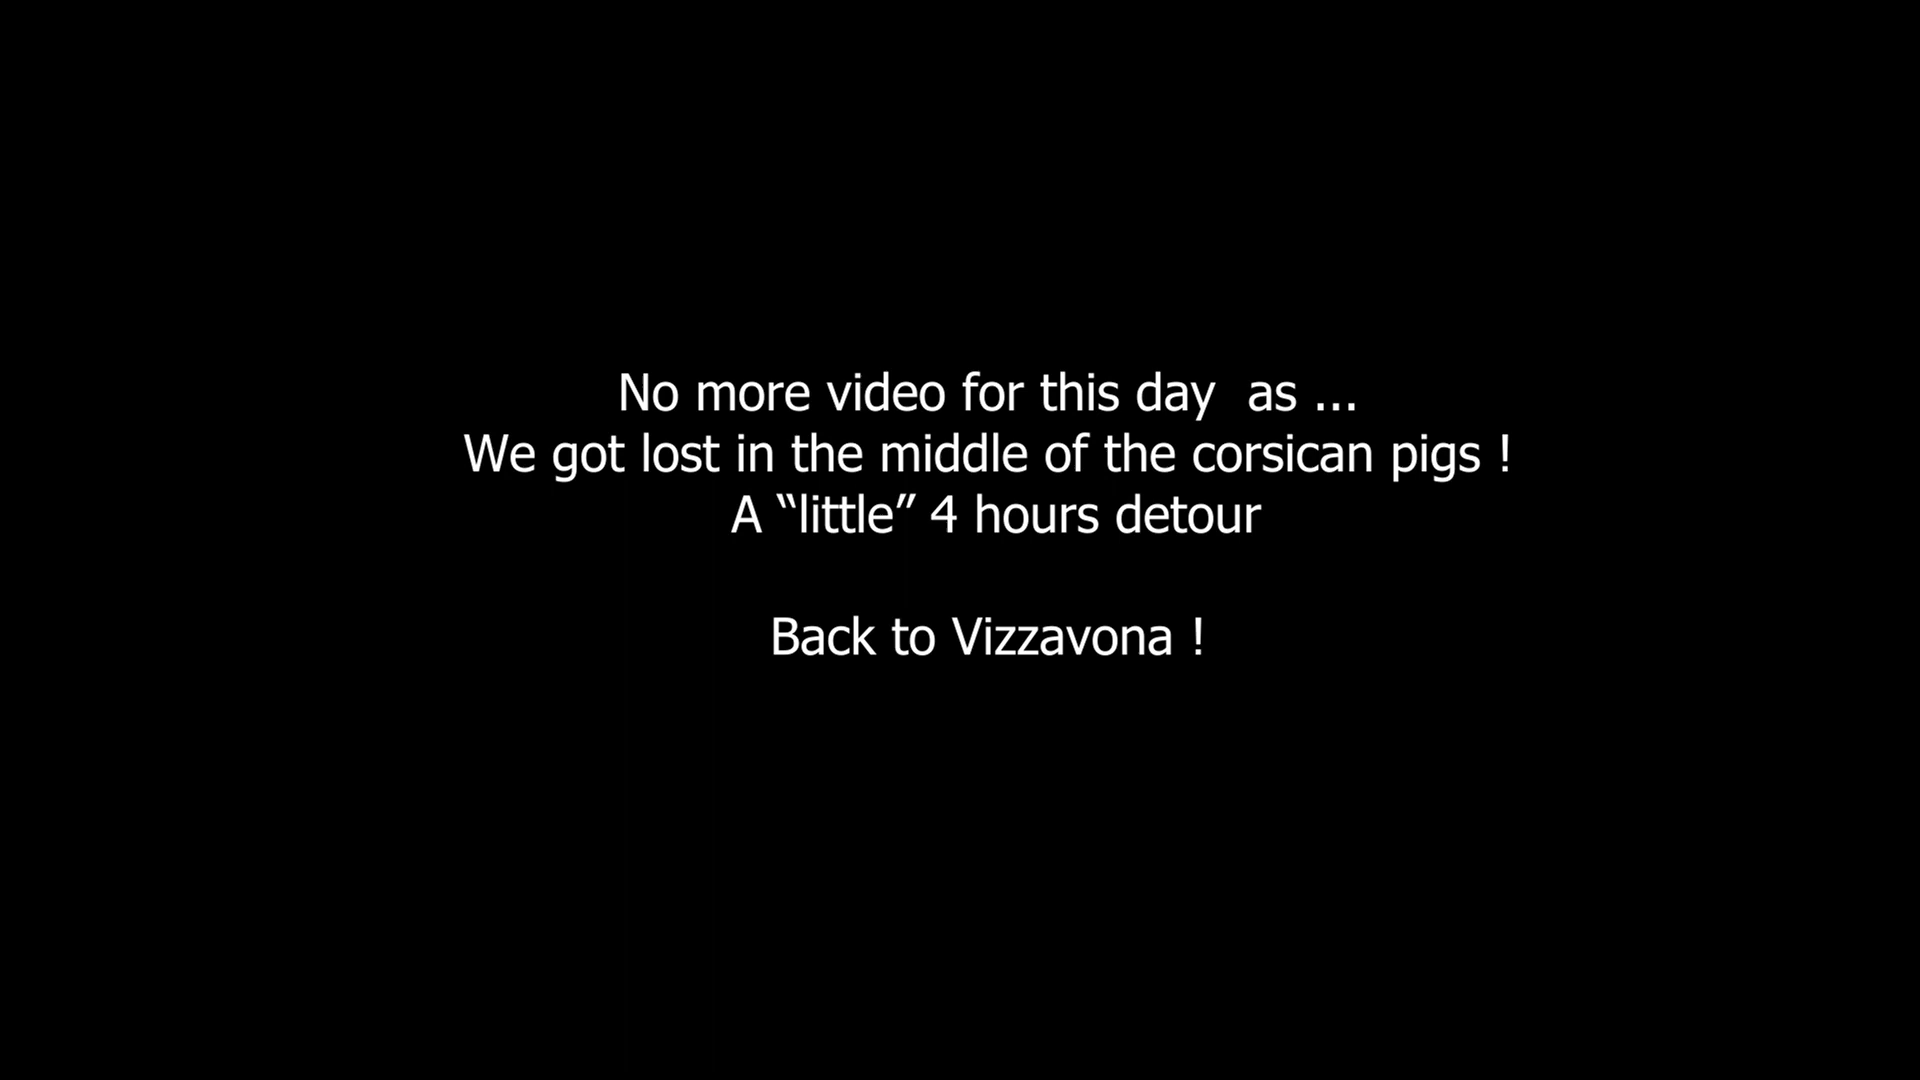 No more video for this day  as ...
We got lost in the middle of the corsican pigs !
A “little” 4 hours detour
Back to Vizzavona !